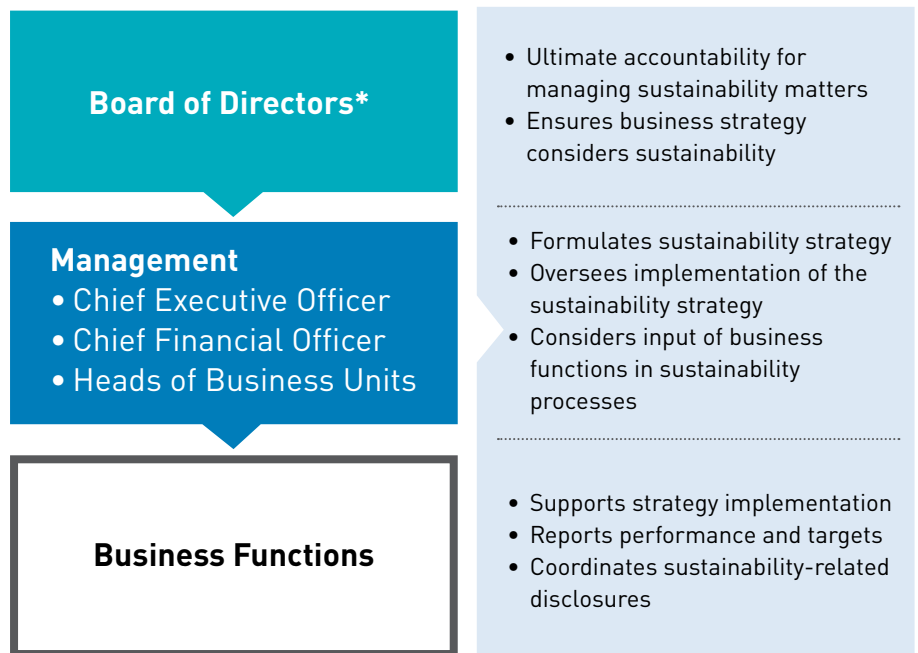 Board of Directors*
• Ultimate accountability for
managing sustainability matters
• Ensures business strategy
considers sustainability
Management
• Chief Executive Officer
• Chief Financial Officer
• Heads of Business Units
• Formulates sustainability strategy
• Oversees implementation of the
sustainability strategy
• Considers input of business
functions in sustainability
processes
Business Functions
• Supports strategy implementation
• Reports performance and targets
• Coordinates sustainability-related
disclosures